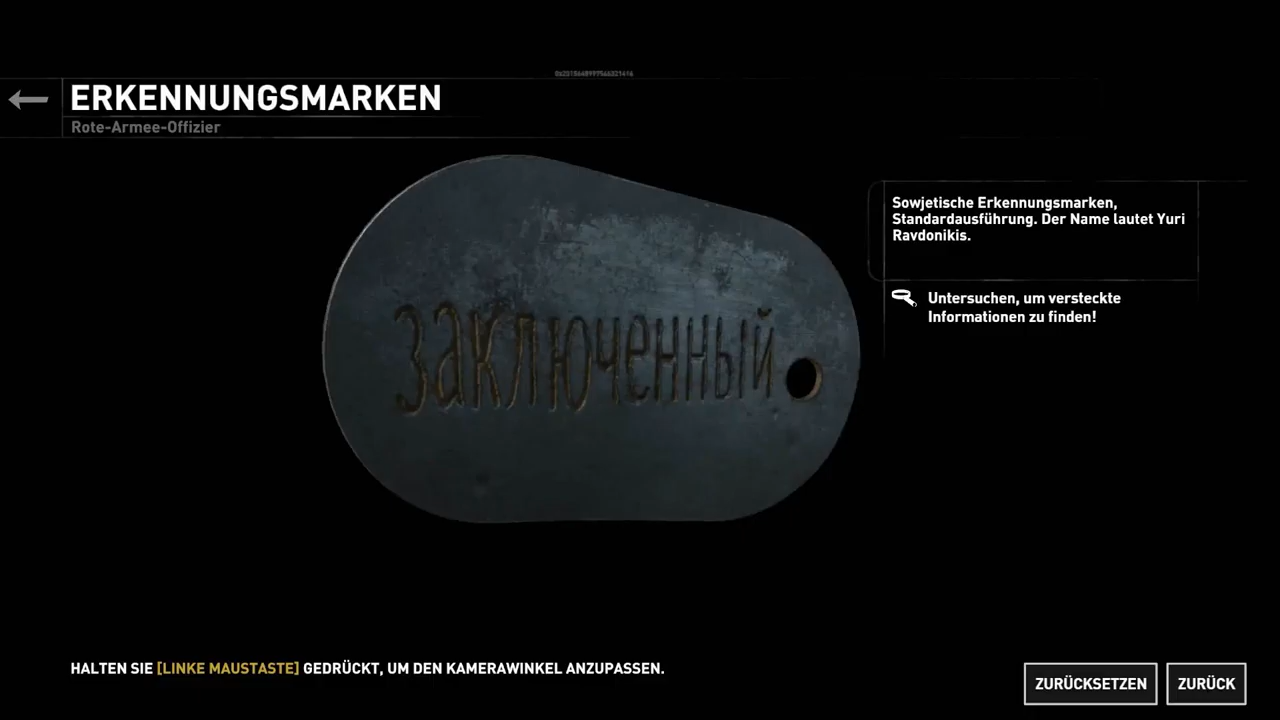 ERKENNUNGSMARKEN
Rote-Armee-Offizier
заключенный
Sowjetische Erkennungsmarken,
Standardausführung. Der Name lautet Yuri
Ravdonikis.
Untersuchen, um versteckte
Informationen zu finden!
HALTEN SIE [LINKE MAUSTASTE] GEDRÜCKT, UM DEN KAMERAWINKEL ANZUPASSEN.
ZURÜCKSETZEN
ZURÜCK